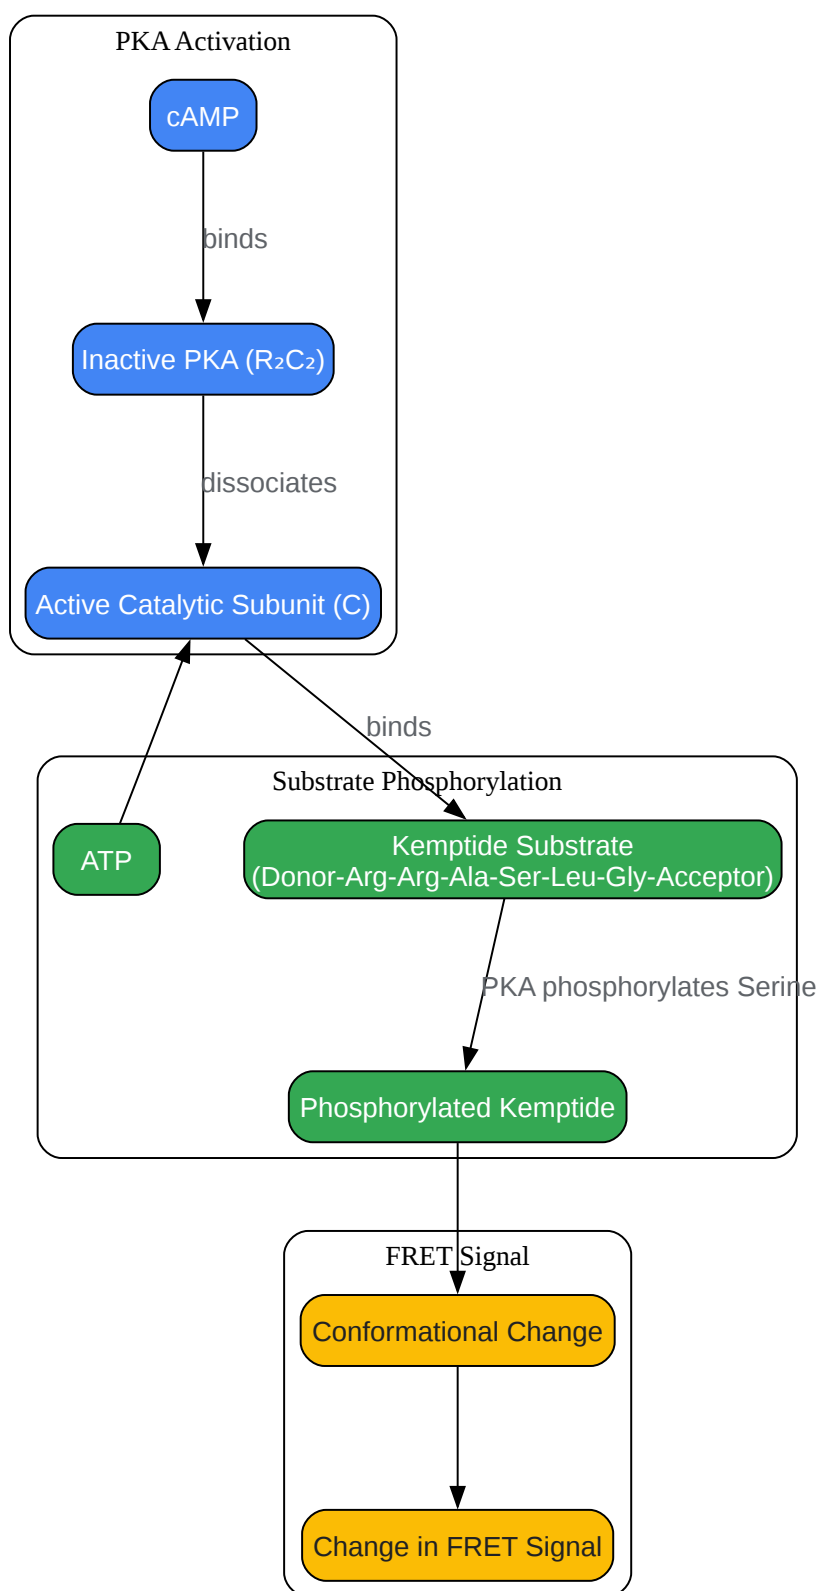 PKA Activation
cAMP
binds
Inactive PKA (R₂C₂)
dissociates
Active Catalytic Subunit (C)
binds
Substrate Phosphorylation
ATP
Kemptide Substrate
(Donor-Arg-Arg-Ala-Ser-Leu-Gly-Acceptor)
PKA phosphorylates Serine
Phosphorylated Kemptide
FRET Signal
Conformational Change
Change in FRET Signal